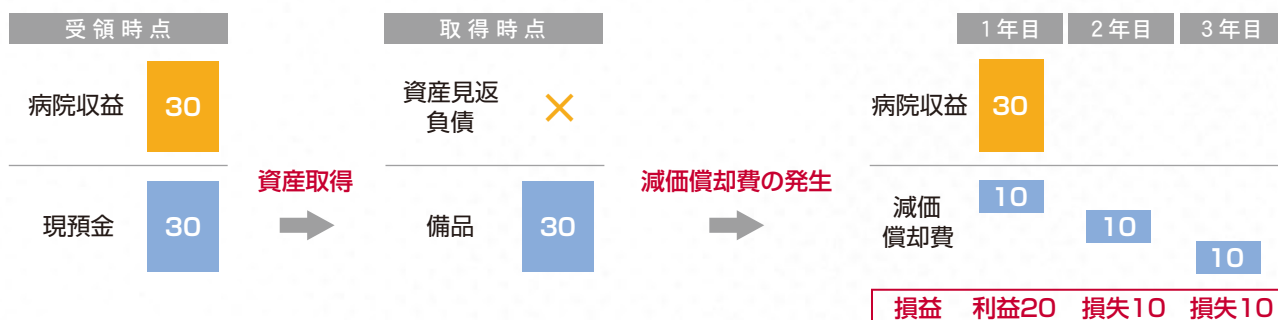 受領時点
病院収益 30
現預金 30
資産取得
取得時点
資産見返
負債
×
備品 30
減価償却費の発生
1年目 2年目 3年目
病院収益 30
減価
償却費
10
10
10
損益 利益20 損失10 損失10